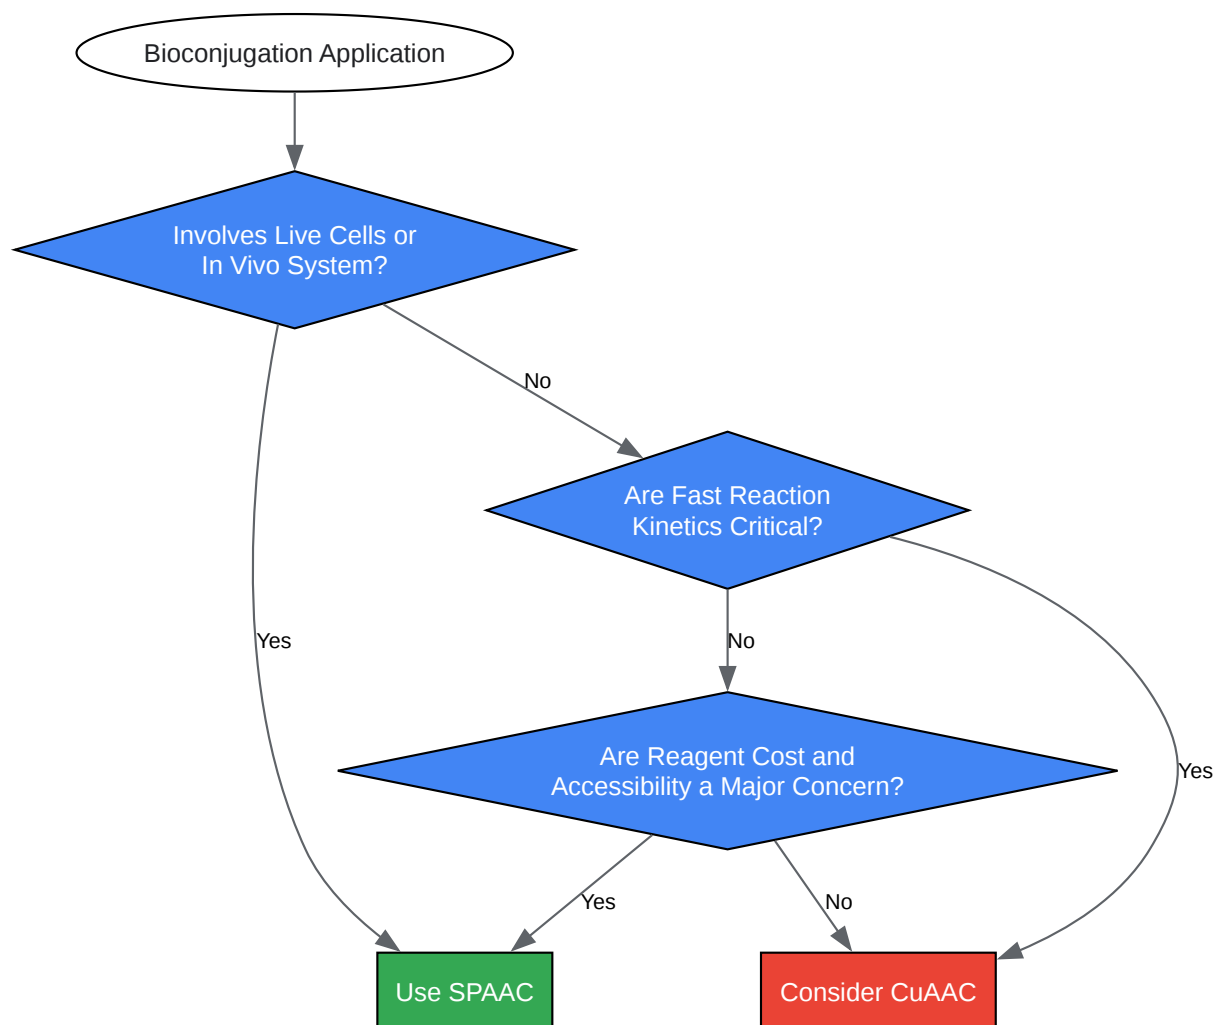 Bioconjugation Application
Involves Live Cells or
In Vivo System?
No
Are Fast Reaction
Kinetics Critical?
Yes
No
Are Reagent Cost and
Accessibility a Major Concern?
Yes
Yes
No
Use SPAAC
Consider CuAAC